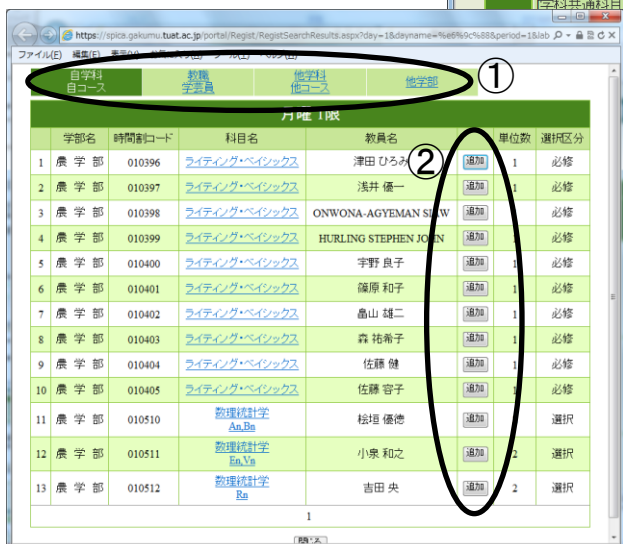 学科共通科目
https://spica.gakumu.tuat.ac.jp/portal/Regist/RegistSearchResults.aspx?day=1&dayname=%e6%9c%88&period=1&lab
ファイル(E) 編集(E)
自学科 教職 他学科 他学部
自コース 学芸員 他コース
①
月曜 1限
②
学部名 時間割コード 科目名 教員名 単位数 選択区分
1 農学部 010396 ライティング・ベイシックス 津田 ひろみ 追加 1 必修
2 農学部 010397 ライティング・ベイシックス 浅井 優一 追加 1 必修
3 農学部 010398 ライティング・ベイシックス ONWONA-AGYEMAN SIAW 追加 必修
4 農学部 010399 ライティング・ベイシックス HURLING STEPHEN JOHN 追加 必修
5 農学部 010400 ライティング・ベイシックス 宇野 良子 追加 1 必修
6 農学部 010401 ライティング・ベイシックス 篠原 和子 追加 1 必修
7 農学部 010402 ライティング・ベイシックス 畠山 雄二 追加 1 必修
8 農学部 010403 ライティング・ベイシックス 森 祐希子 追加 1 必修
9 農学部 010404 ライティング・ベイシックス 佐藤 健 追加 1 必修
10 農学部 010405 ライティング・ベイシックス 佐藤 容子 追加 1 必修
11 農学部 010510 数理統計学 桧垣 優徳 追加 選択
An,Bn
12 農学部 010511 数理統計学 小泉 和之 追加 2 選択
En,Vn
13 農学部 010512 数理統計学 吉田 央 追加 2 選択
Rn
1
閉じる